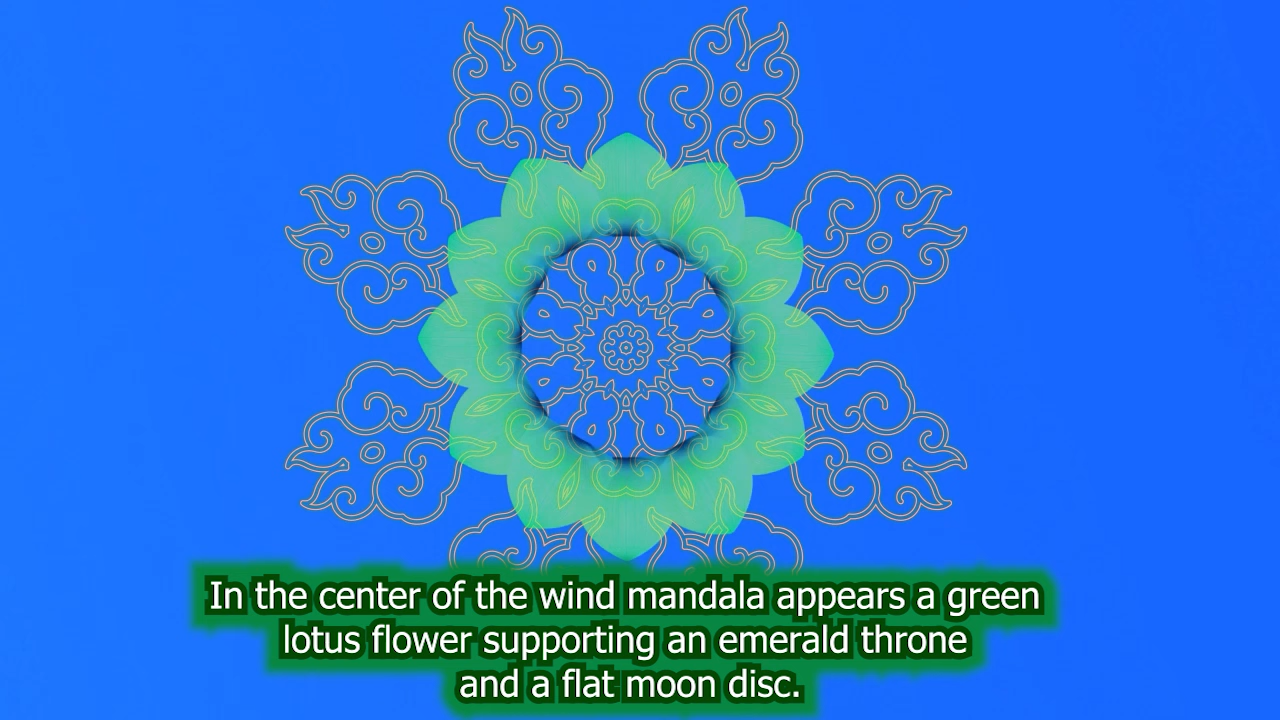 In the center of the wind mandala appears a green
lotus flower supporting an emerald throne
and a flat moon disc.